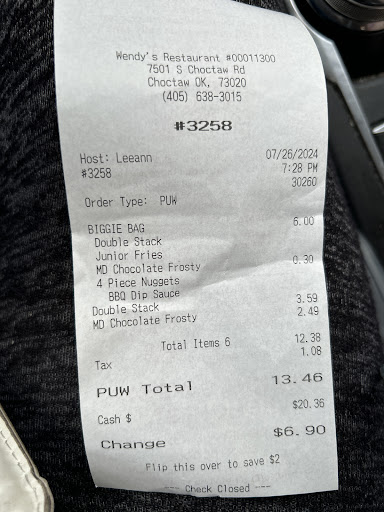 Wendy's Restaurant #00011300
7501 S Choctaw Rd
Choctaw OK, 73020
(405) 638-3015
#3258
Host: Leeann 07/26/2024
#3258 7:28 PM
30260
Order Type: PUW
BIGGIE BAG 6.00
Double Stack
Junior Fries
MD Chocolate Frosty 0.30
4 Piece Nuggets
BBQ Dip Sauce
Double Stack 3.59
MD Chocolate Frosty 2.49
Total Items 6 12.38
Tax 1.08
PUW Total 13.46
Cash $ $20.36
Change $6.90
Flip this over to save $2
--- Check Closed ---